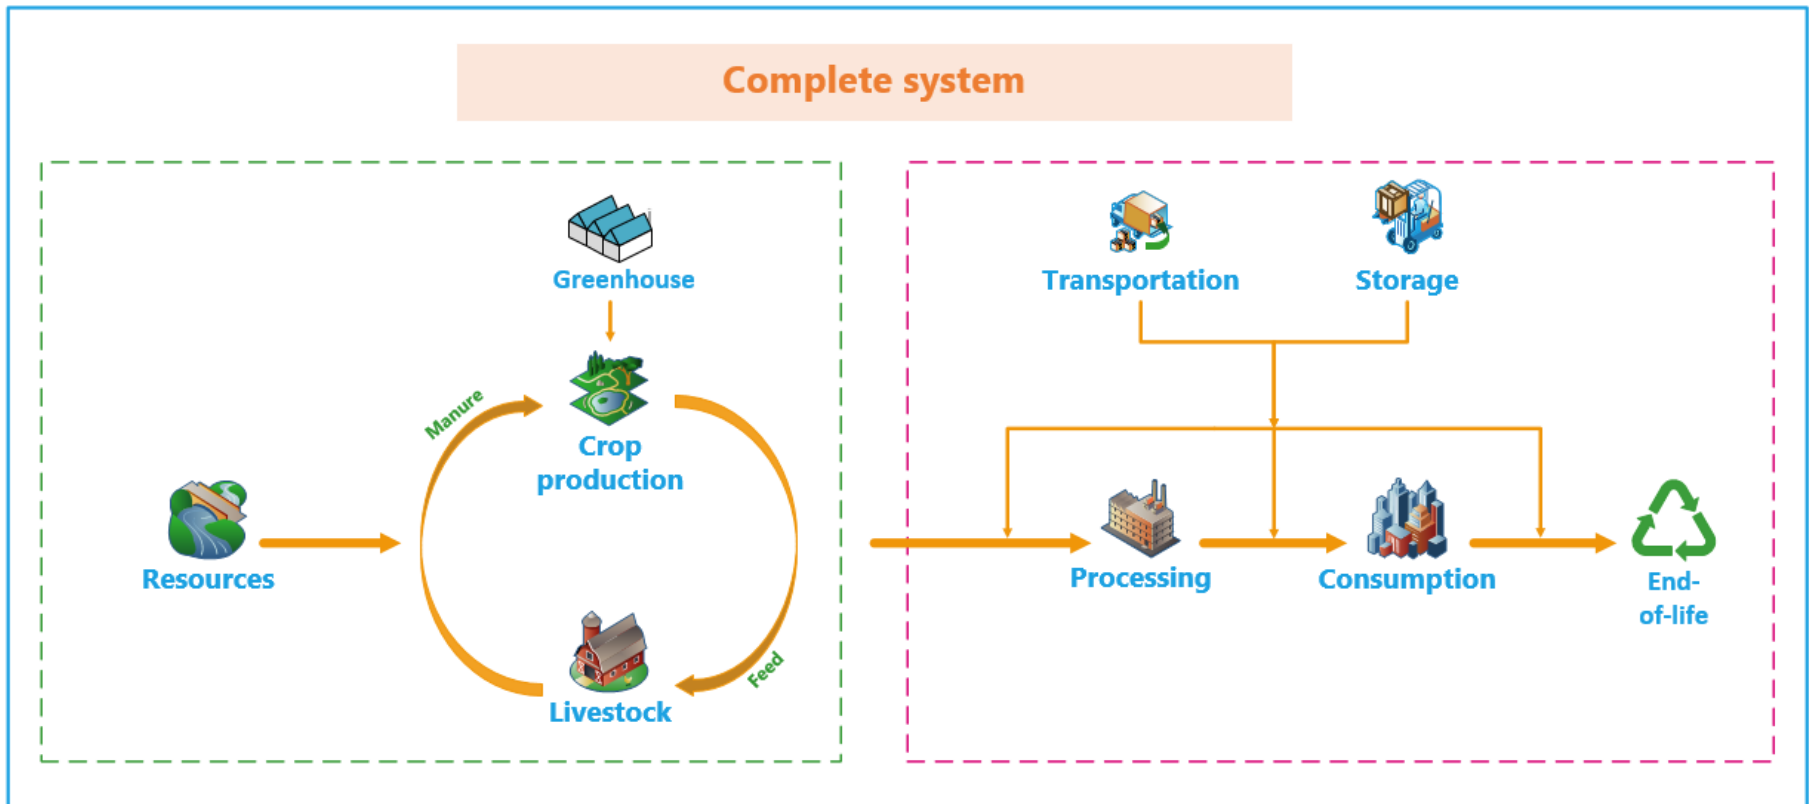 Complete system
Greenhouse
Transportation
Storage
Manure
Crop
production
Resources
Processing
Consumption
End-
of-life
Feed
Livestock